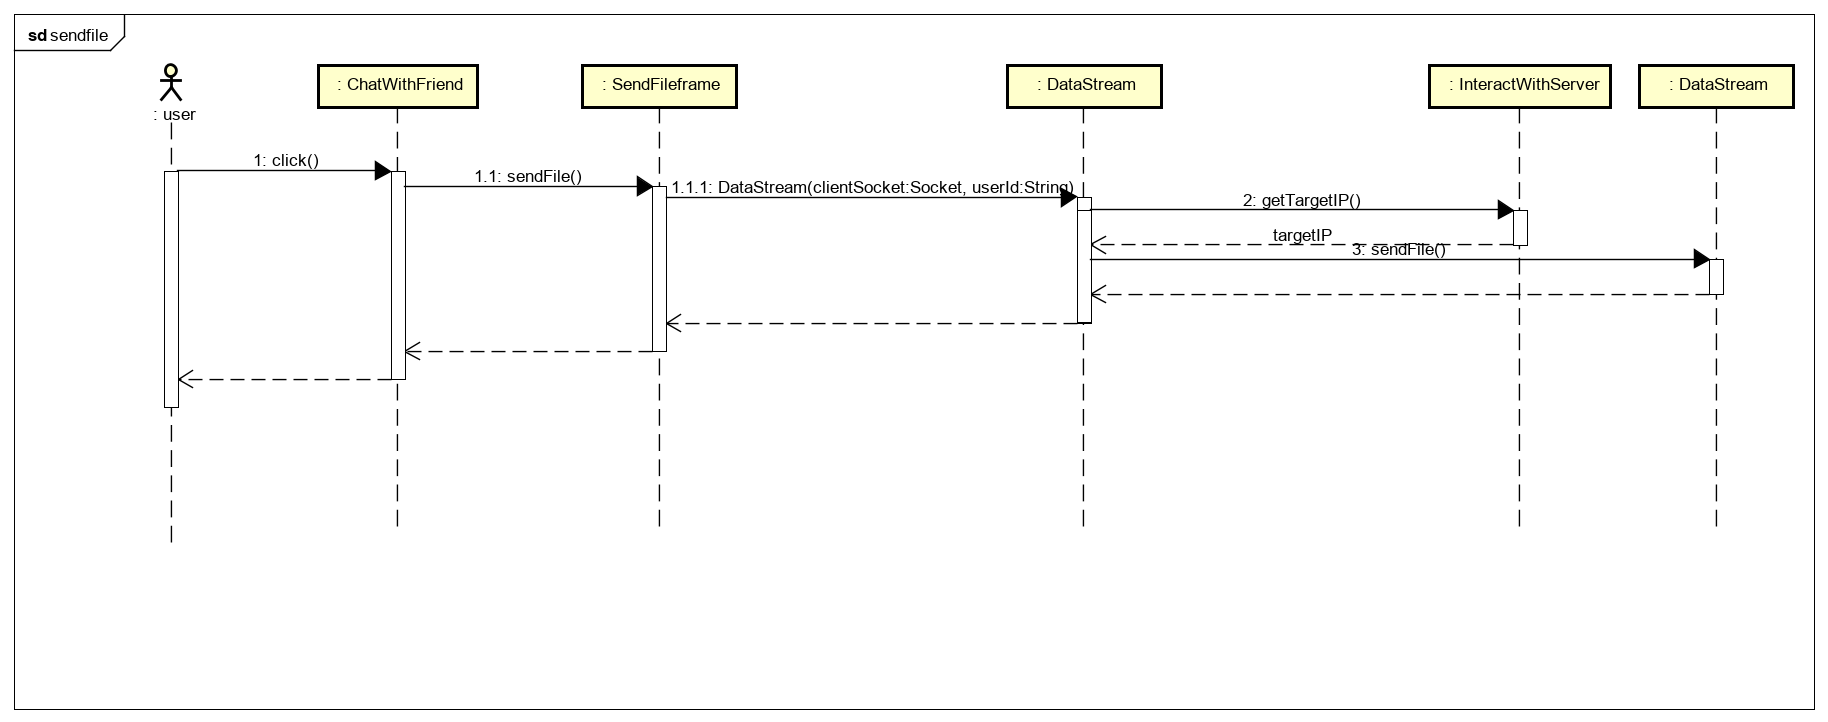 sd sendfile
: user
: ChatWithFriend
: SendFileframe
: DataStream
: InteractWithServer
: DataStream
1: click()
1.1: sendFile()
1.1.1: DataStream(clientSocket:Socket, userId:String)
2: getTargetIP()
targetIP
3: sendFile()